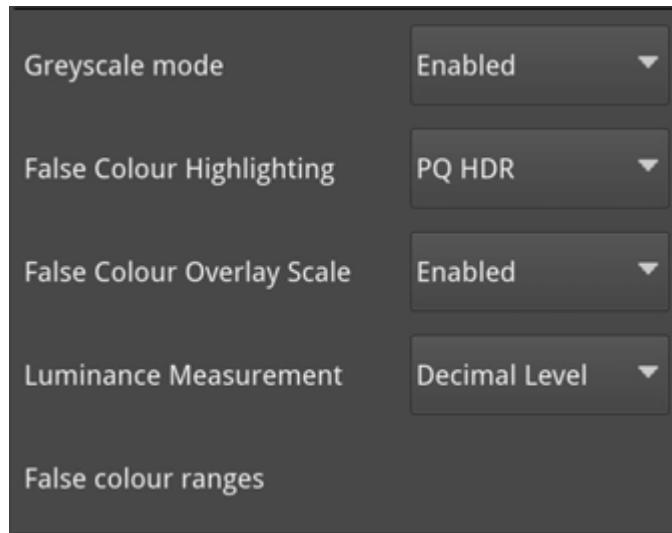 Greyscale mode Enabled
False Colour Highlighting PQ HDR
False Colour Overlay Scale Enabled
Luminance Measurement Decimal Level
False colour ranges